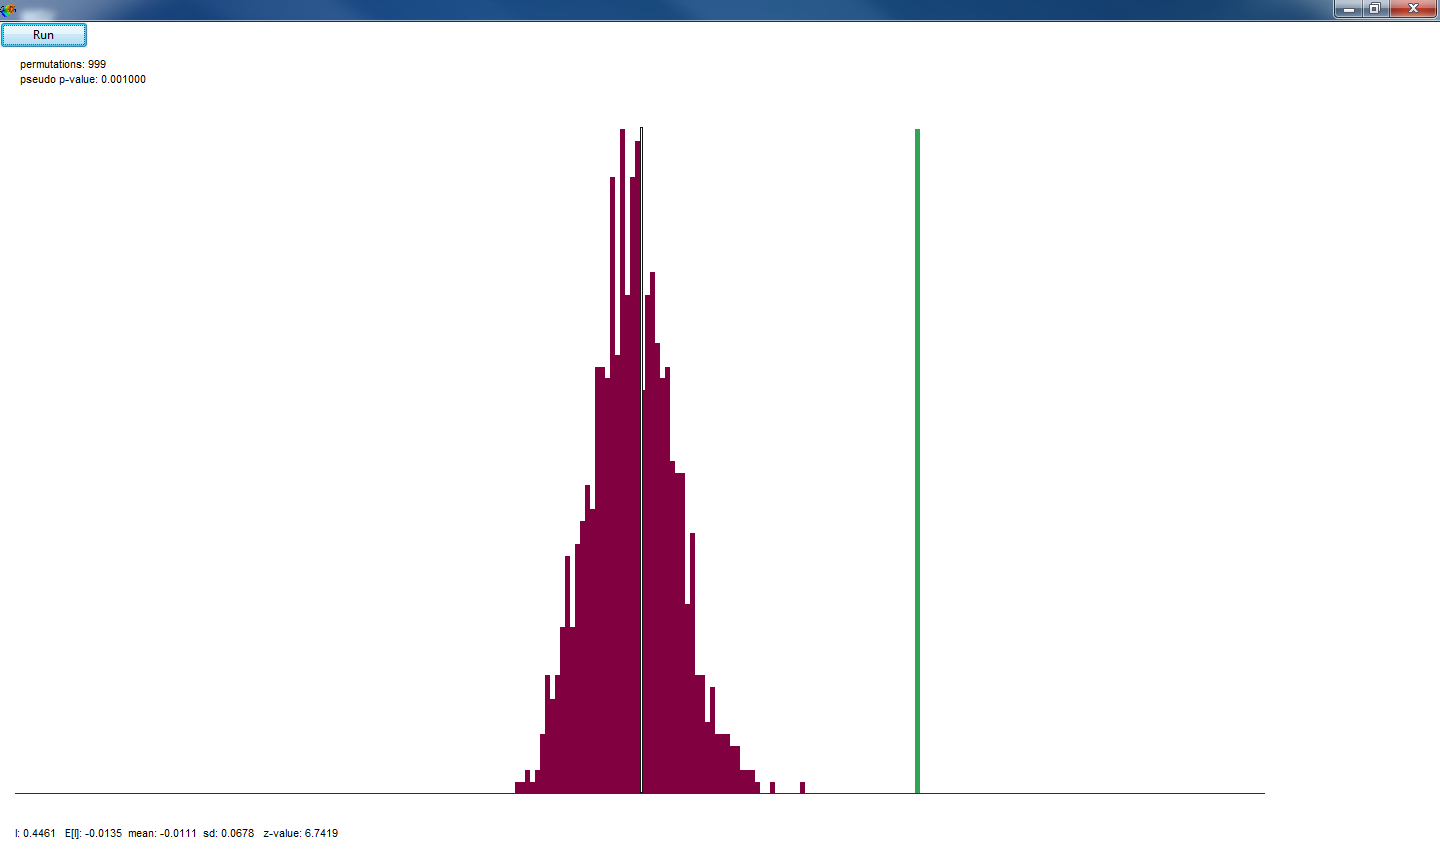 Run
permutations: 999
pseudo p-value: 0.001000
I: 0.4461 E[I]: -0.0135 mean: -0.0111 sd: 0.0678 z-value: 6.7419